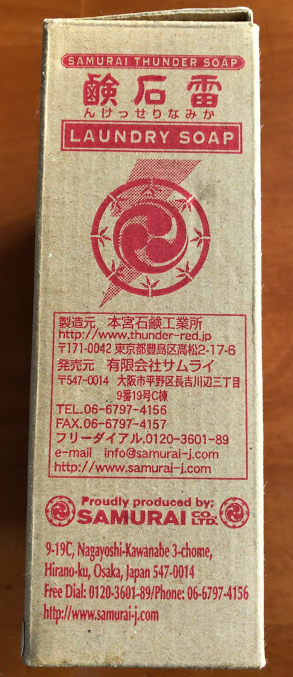 SAMURAI THUNDER SOAP
鹸石雷
んけっせりなみか
LAUNDRY SOAP
製造元 本宮石鹸工業所
http://www.thunder-red.jp
〒171-0042 東京都豊島区高松2-17-6
発売元 有限会社サムライ
〒547-0014 大阪市平野区長吉川辺三丁目
9番19号C棟
TEL.06-6797-4156
FAX.06-6797-4157
フリーダイアル.0120-3601-89
e-mail info@samurai-j.com
http://www.samurai-j.com
Proudly produced by:
SAMURAI CO. LTD.
9-19C, Nagayoshi-Kawanabe 3-chome,
Hirano-ku, Osaka, Japan 547-0014
Free Dial: 0120-3601-89/Phone: 06-6797-4156
http://www.samurai-j.com